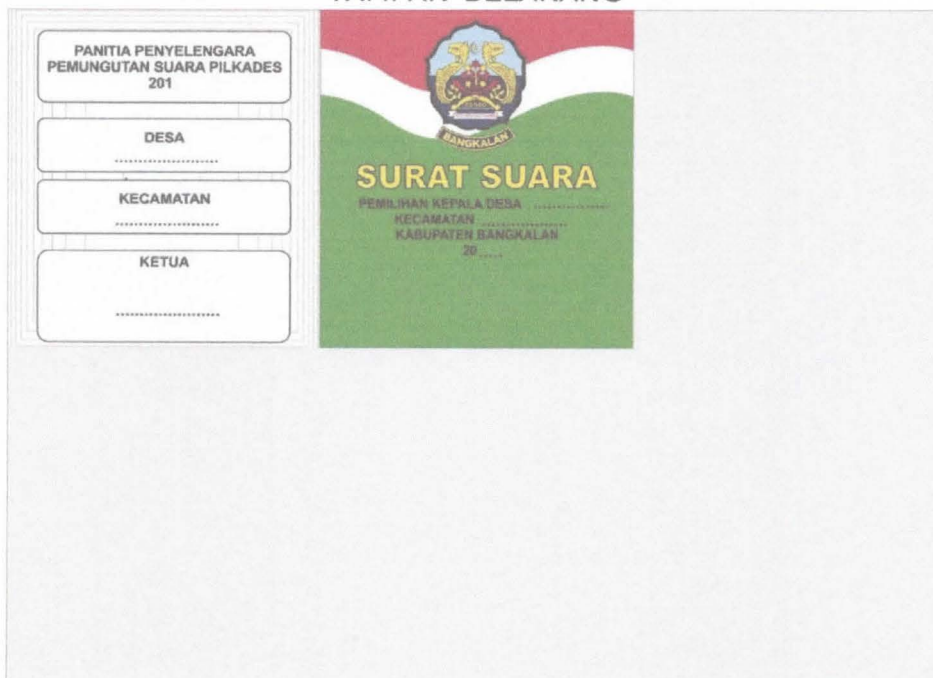 PANITIA PENYELENGARA
PEMUNGUTAN SUARA PILKADES
201
DESA
......................
KECAMATAN
......................
KETUA
......................
BANGKALAN
SURAT SUARA
PEMILIHAN KEPALA DESA ..................
KECAMATAN ....................
KABUPATEN BANGKALAN
20......